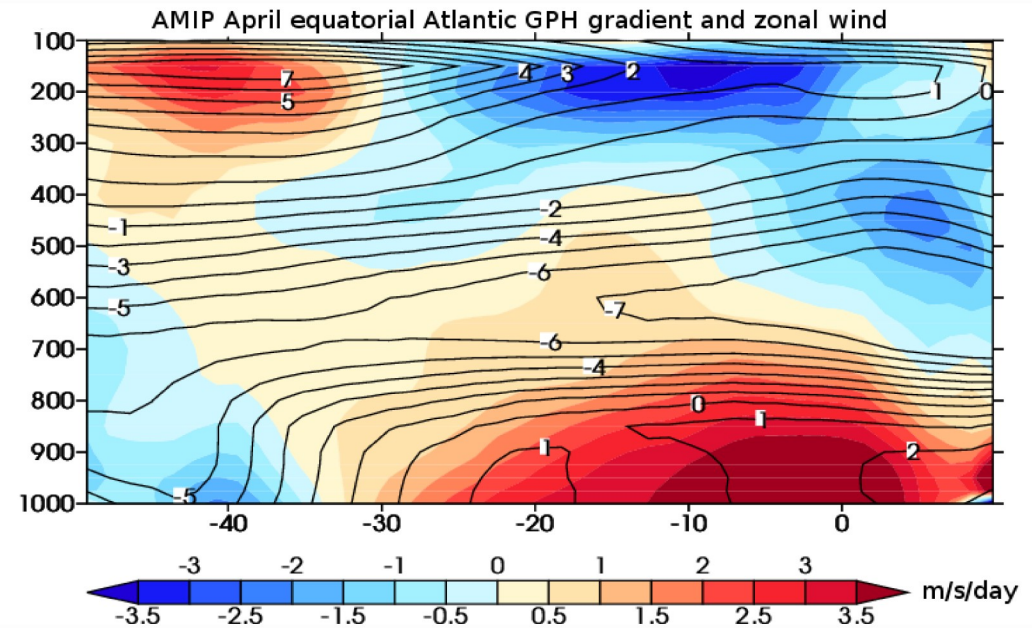 AMIP April equatorial Atlantic GPH gradient and zonal wind
100
7 4 3 2
200 5 1 0
300
400
-1 -2
500 -4
-3 -6
600 -5 -7
700 -6
-4
800 0
1
900 1 2
1000 -5
-40 -30 -20 -10 0
-3 -2 -1 0 1 2 3
m/s/day
-3.5 -2.5 -1.5 -0.5 0.5 1.5 2.5 3.5